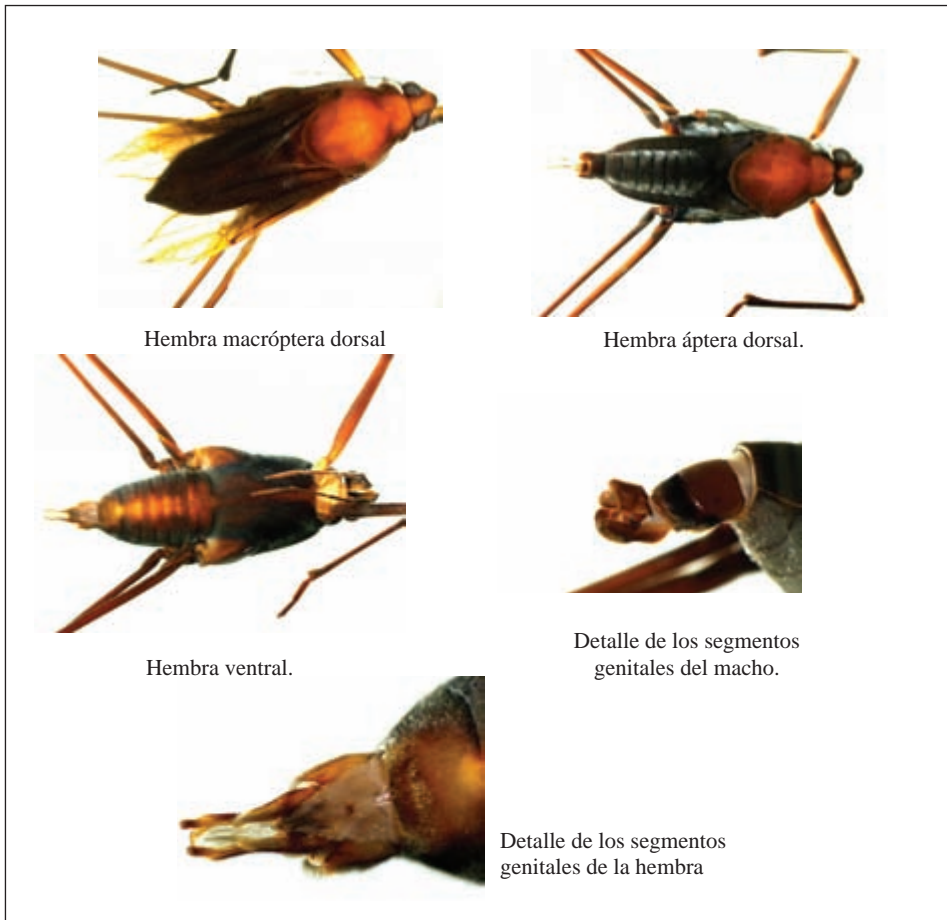 Hembra macróptera dorsal
Hembra áptera dorsal.
Hembra ventral.
Detalle de los segmentos
genitales del macho.
Detalle de los segmentos
genitales de la hembra